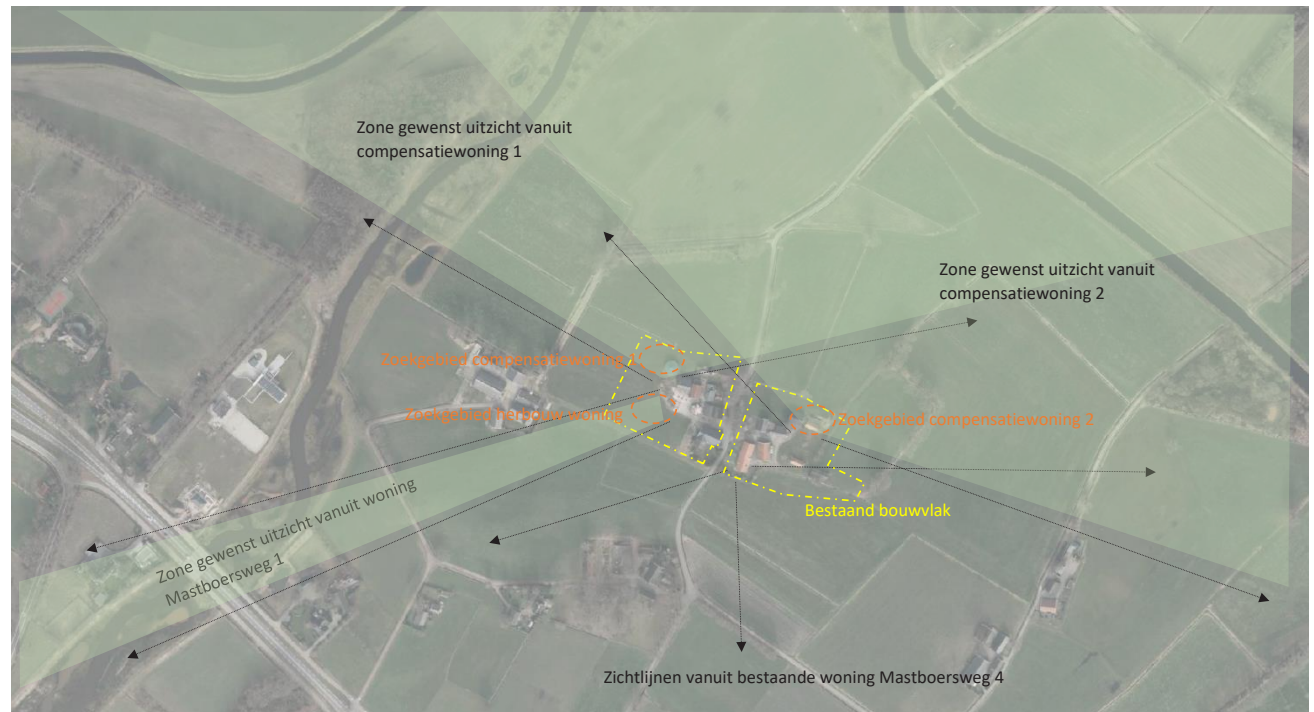 Zone gewenst uitzicht vanuit
compensatiewoning 1
Zone gewenst uitzicht vanuit
compensatiewoning 2
Zoekgebied compensatiewoning 1
Zoekgebied herbouw woning
Zoekgebied compensatiewoning 2
Bestaand bouwvlak
Zone gewenst uitzicht vanuit woning
Mastboersweg 1
Zichtlijnen vanuit bestaande woning Mastboersweg 4